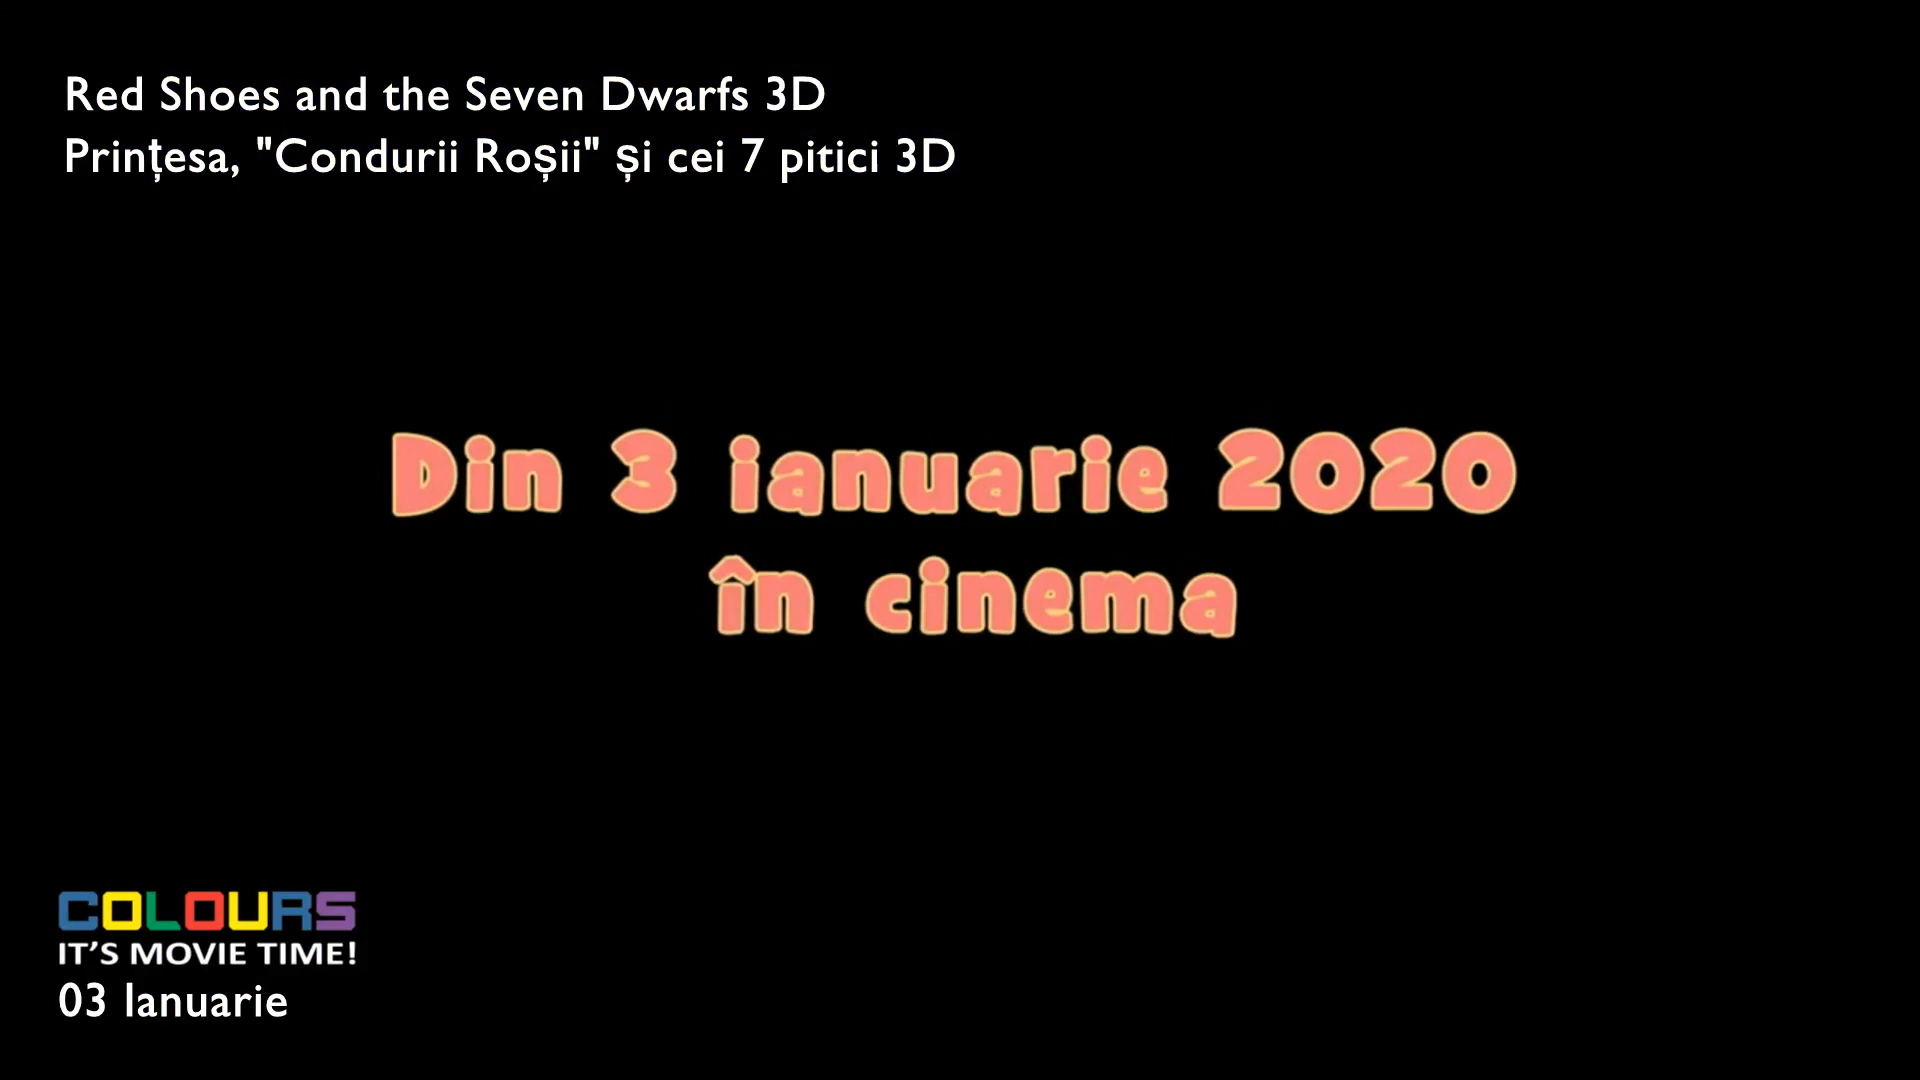 Red Shoes and the Seven Dwarfs 3D
Prințesa, "Condurii Roșii" și cei 7 pitici 3D
Din 3 ianuarie 2020
în cinema
COLOURS
IT'S MOVIE TIME!
03 Ianuarie